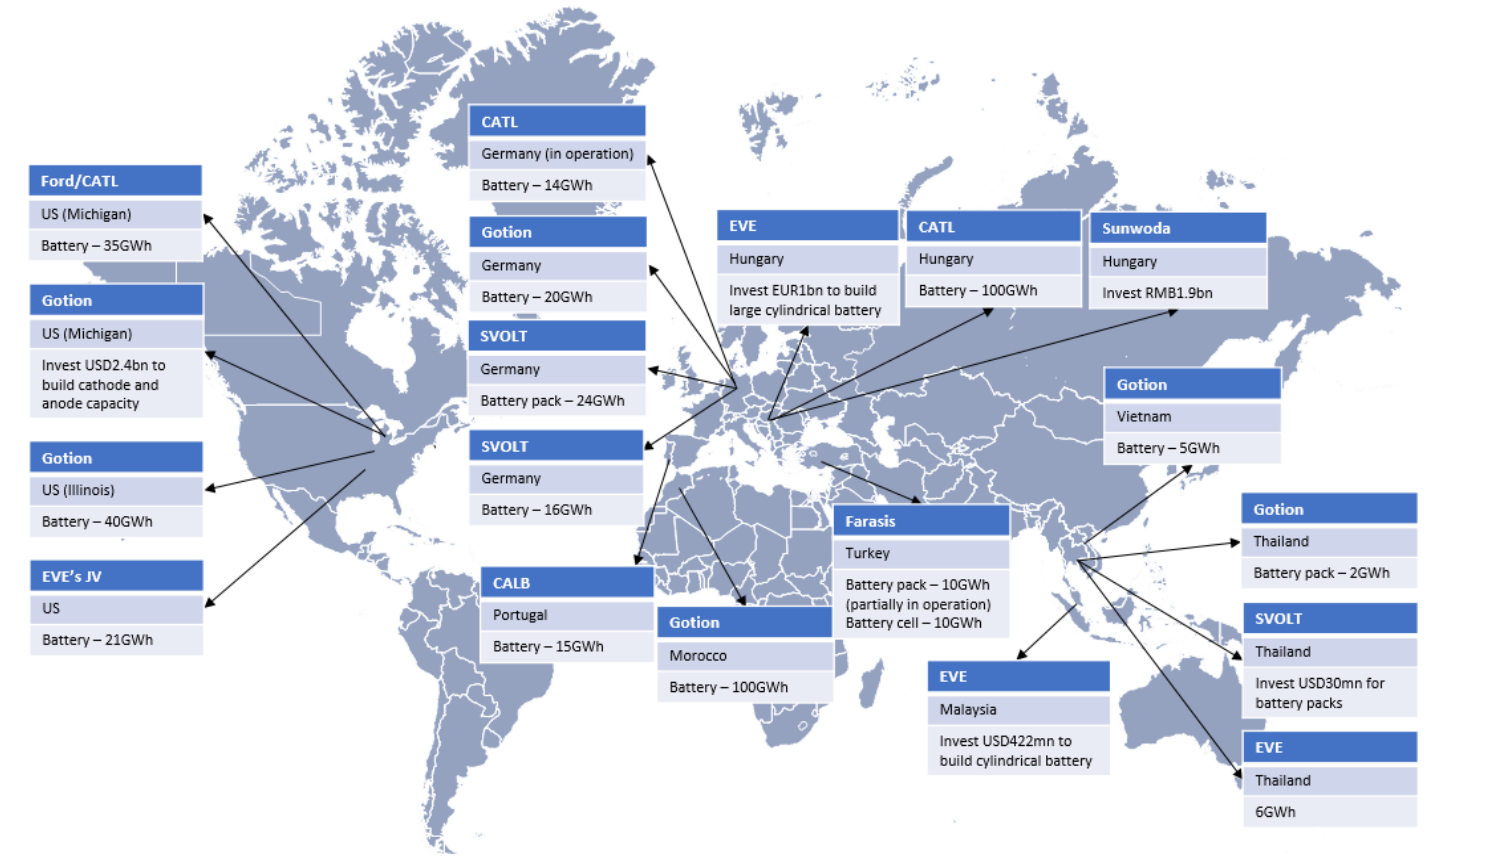 Ford/CATL
US (Michigan)
Battery – 35GWh
Gotion
US (Michigan)
Invest USD2.4bn to
build cathode and
anode capacity
Gotion
US (Illinois)
Battery – 40GWh
EVE's JV
US
Battery – 21GWh
CATL
Germany (in operation)
Battery – 14GWh
Gotion
Germany
Battery – 20GWh
SVOLT
Germany
Battery pack – 24GWh
SVOLT
Germany
Battery – 16GWh
CALB
Portugal
Battery – 15GWh
Gotion
Morocco
Battery – 100GWh
EVE
Hungary
Invest EUR1bn to build
large cylindrical battery
CATL
Hungary
Battery – 100GWh
Sunwoda
Hungary
Invest RMB1.9bn
Farasis
Turkey
Battery pack – 10GWh
(partially in operation)
Battery cell – 10GWh
Gotion
Vietnam
Battery – 5GWh
Gotion
Thailand
Battery pack – 2GWh
SVOLT
Thailand
Invest USD30mn for
battery packs
EVE
Malaysia
Invest USD422mn to
build cylindrical battery
EVE
Thailand
6GWh